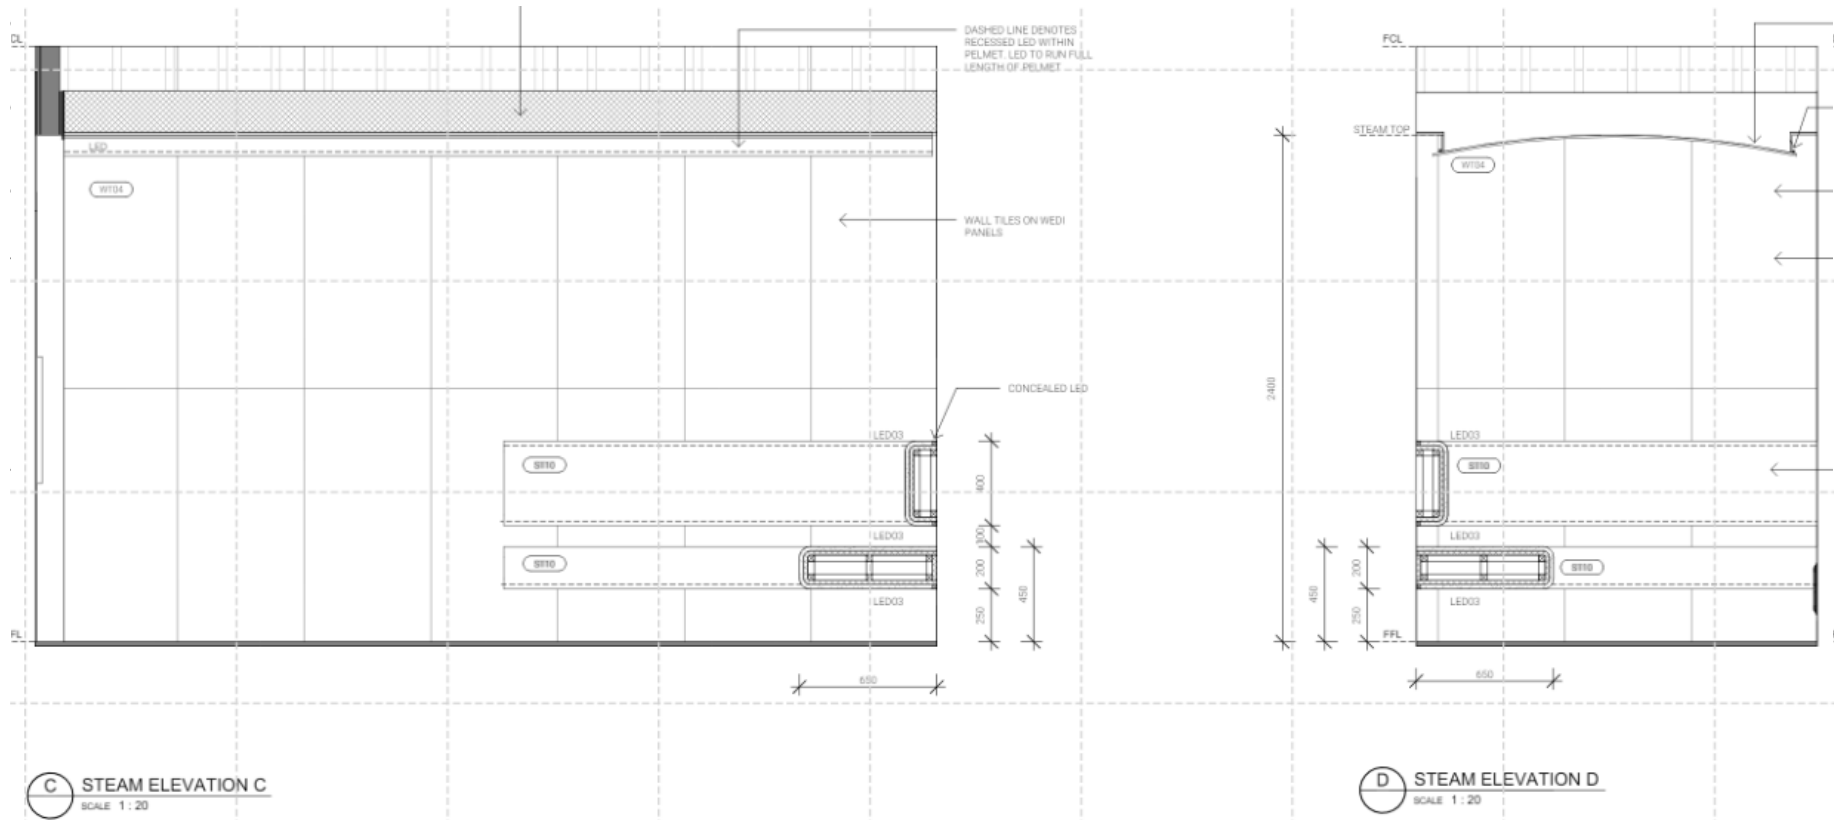 DASHED LINE DENOTES
RECESSED LED WITHIN
PELMET. LED TO RUN FULL
LENGTH OF PELMET
CL
LED
WT04
WALL TILES ON WEDI
PANELS
CONCEALED LED
LED03
ST10
400
LED03
100
ST10
200
450
LED03
250
FL
650
C
STEAM ELEVATION C
SCALE 1 : 20
FCL
STEAM TOP
WT04
2400
LED03
ST10
LED03
200
450
ST10
LED03
250
FFL
650
D
STEAM ELEVATION D
SCALE 1 : 20